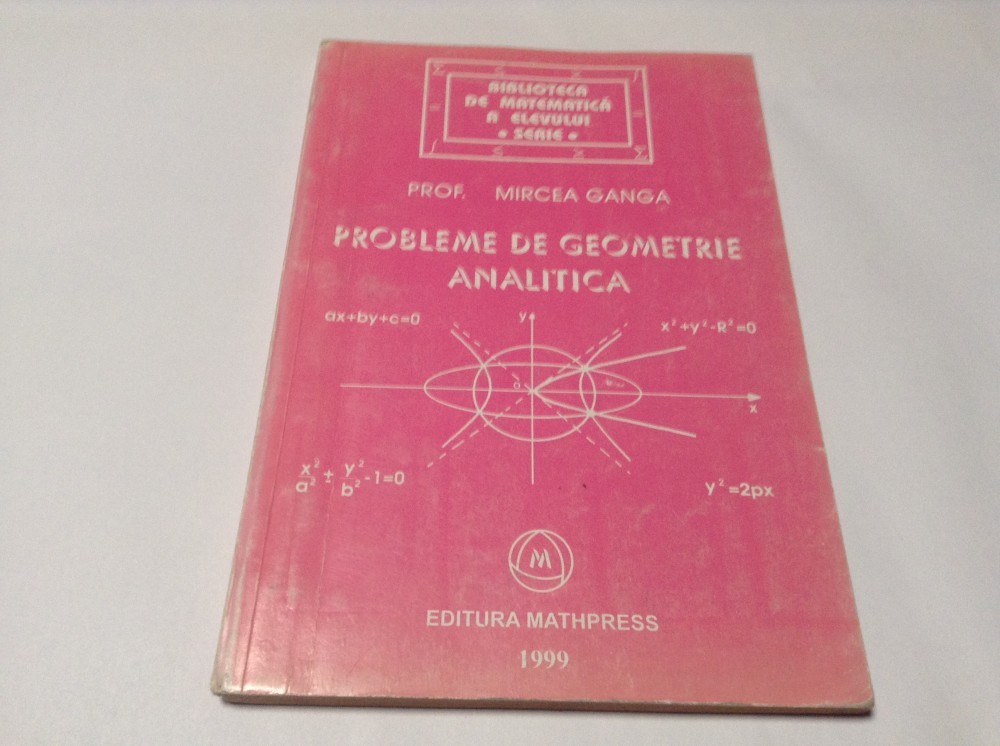 BIBLIOTECA
DE MATEMATICĂ
A ELEVULUI
• SERIE •
PROF. MIRCEA GANGA
PROBLEME DE GEOMETRIE
ANALITICA
ax+by+c=0
y
x²+y²-R²=0
o
x
x²/a² ± y²/b² -1=0
y²=2px
M
EDITURA MATHPRESS
1999